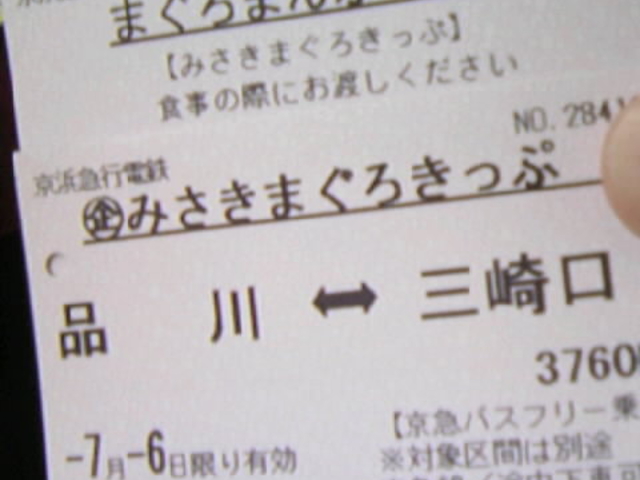 まぐろまんぷ
【みさきまぐろきっぷ】
食事の際にお渡しください
NO. 2841
京浜急行電鉄
㊭みさきまぐろきっぷ
品 川 ⬌ 三崎口
3760
-7月-6日限り有効
【京急バスフリー乗
※対象区間は別途